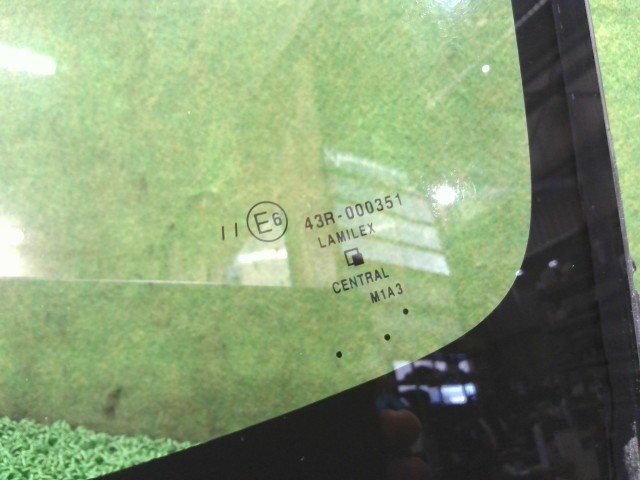 II E6 43R-000351
LAMILEX
CENTRAL
M1A3